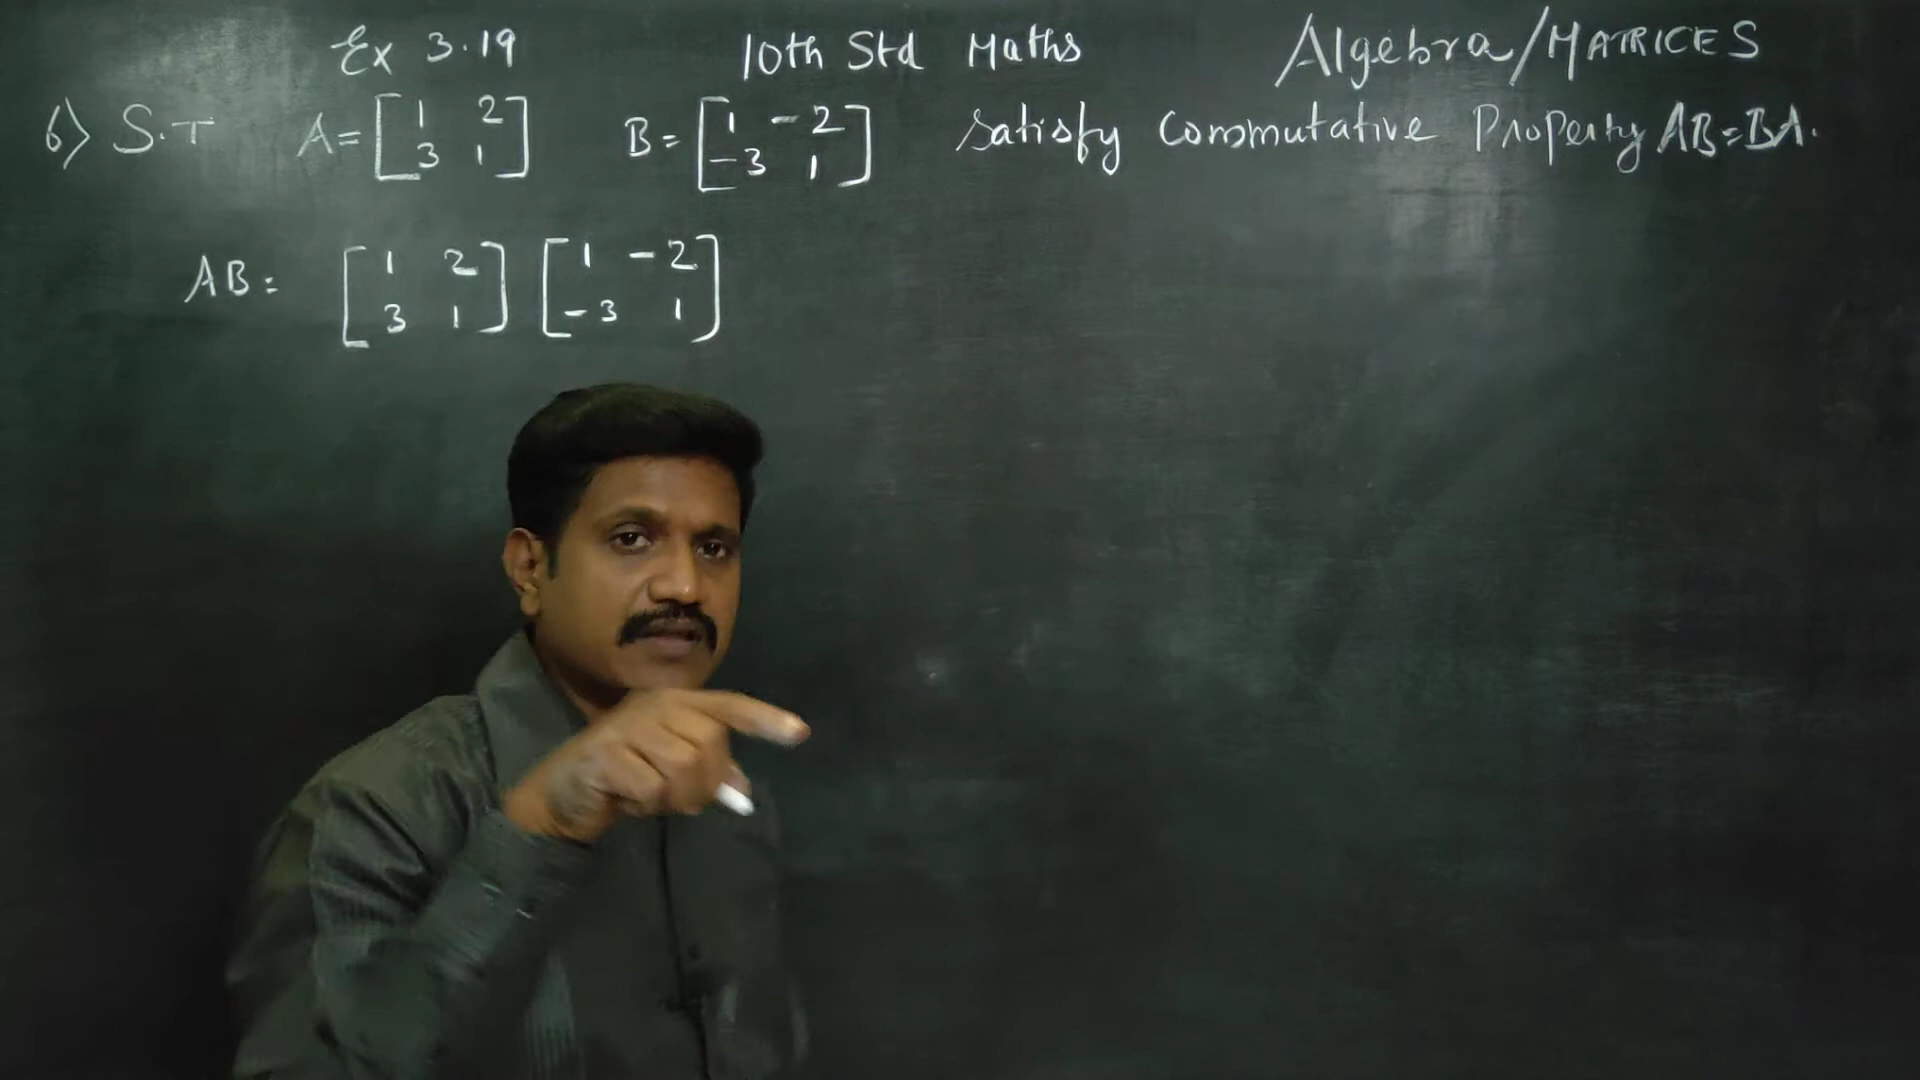 Ex 3.19 10th Std Maths Algebra/MATRICES
6) S.T A = [1 2 B = [1 -2 satisfy Commutative Property AB = BA.
3 1] -3 1]
AB = [1 2 [1 -2
3 1] -3 1]